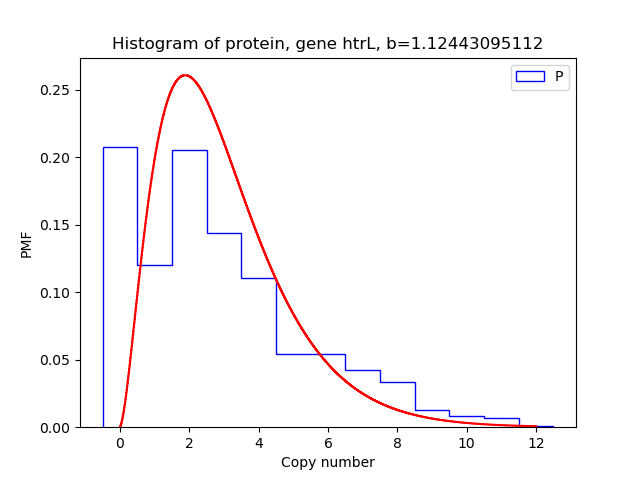 Histogram of protein, gene htrL, b=1.12443095112
P
0.25
0.20
0.15
0.10
0.05
0.00
PMF
0 2 4 6 8 10 12
Copy number